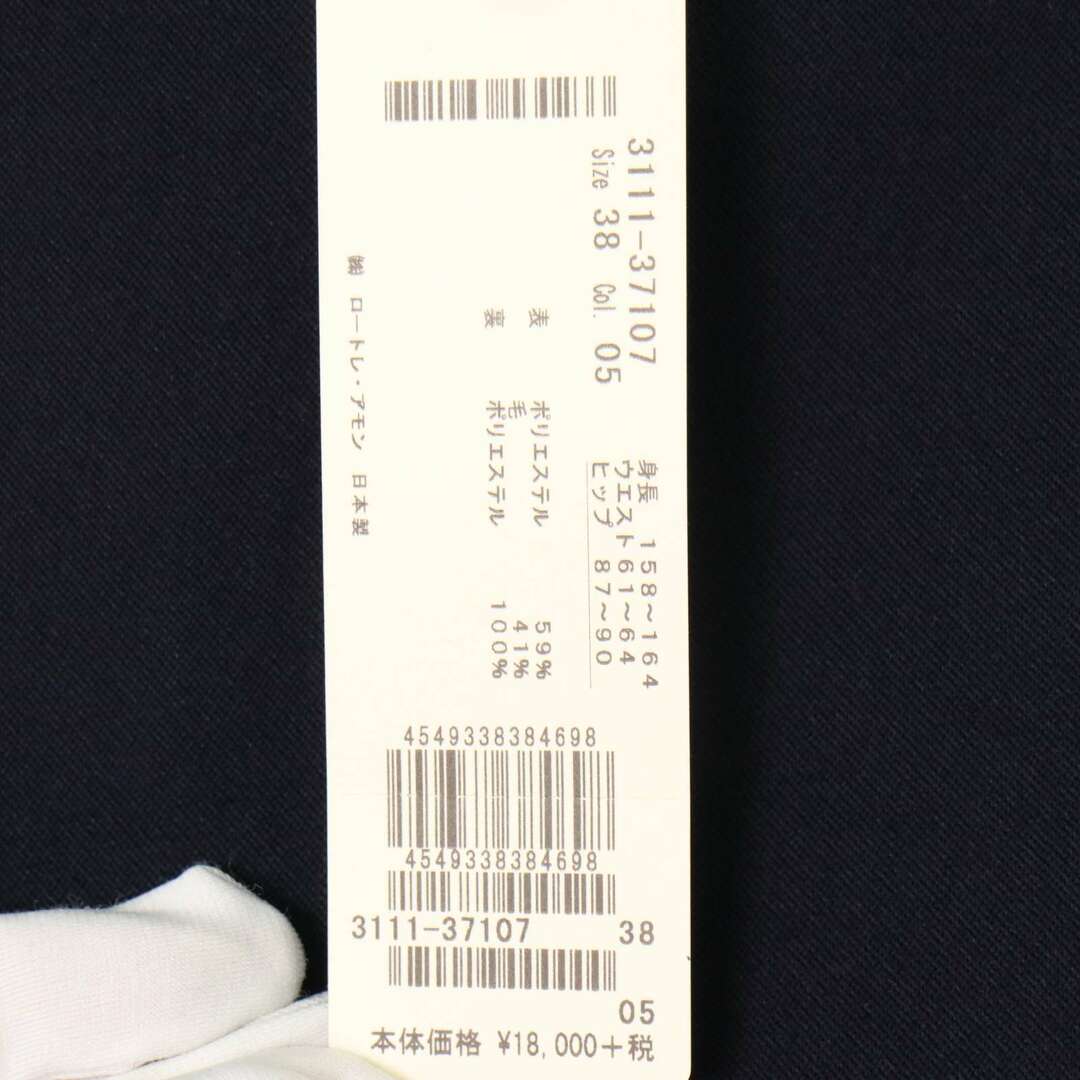 3111-37107
Size 38 Col. 05
身長 158~164
ウエスト61~64
ヒップ 87~90
表 ポリエステル 59%
毛 41%
裏 ポリエステル 100%
㈱ ロートレ・アモン 日本製
4549338384698
4549338384698
3111-37107 38
05
本体価格 ¥18,000+税